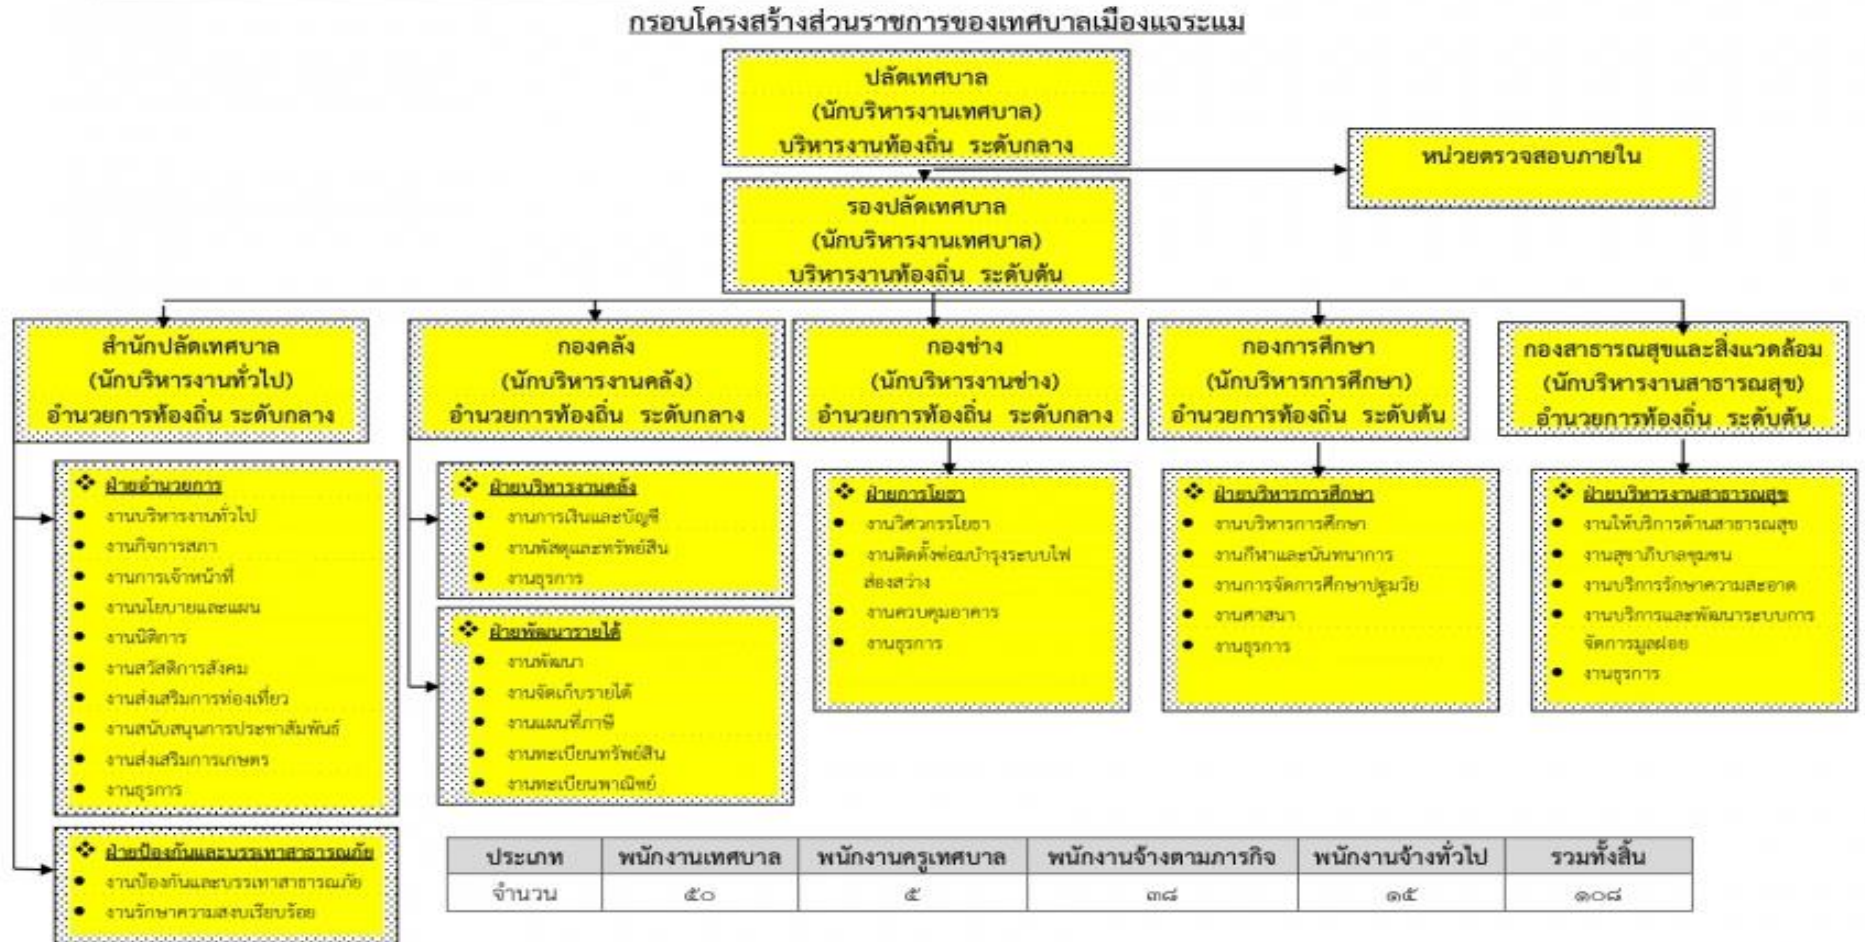 กรอบโครงสร้างส่วนราชการของเทศบาลเมืองแจระแม
ปลัดเทศบาล
(นักบริหารงานเทศบาล)
บริหารงานท้องถิ่น ระดับกลาง
หน่วยตรวจสอบภายใน
รองปลัดเทศบาล
(นักบริหารงานเทศบาล)
บริหารงานท้องถิ่น ระดับต้น
สำนักปลัดเทศบาล
(นักบริหารงานทั่วไป)
อำนวยการท้องถิ่น ระดับกลาง
กองคลัง
(นักบริหารงานคลัง)
อำนวยการท้องถิ่น ระดับกลาง
กองช่าง
(นักบริหารงานช่าง)
อำนวยการท้องถิ่น ระดับกลาง
กองการศึกษา
(นักบริหารการศึกษา)
อำนวยการท้องถิ่น ระดับต้น
กองสาธารณสุขและสิ่งแวดล้อม
(นักบริหารงานสาธารณสุข)
อำนวยการท้องถิ่น ระดับต้น
❖ ฝ่ายอำนวยการ
• งานบริหารงานทั่วไป
• งานกิจการสภา
• งานการเจ้าหน้าที่
• งานนโยบายและแผน
• งานนิติการ
• งานสวัสดิการสังคม
• งานส่งเสริมการท่องเที่ยว
• งานสนับสนุนการประชาสัมพันธ์
• งานส่งเสริมการเกษตร
• งานธุรการ
❖ ฝ่ายป้องกันและบรรเทาสาธารณภัย
• งานป้องกันและบรรเทาสาธารณภัย
• งานรักษาความสงบเรียบร้อย
❖ ฝ่ายบริหารงานคลัง
• งานการเงินและบัญชี
• งานพัสดุและทรัพย์สิน
• งานธุรการ
❖ ฝ่ายพัฒนารายได้
• งานพัฒนา
• งานจัดเก็บรายได้
• งานแผนที่ภาษี
• งานทะเบียนทรัพย์สิน
• งานทะเบียนพาณิชย์
❖ ฝ่ายการโยธา
• งานวิศวกรรโยธา
• งานติดตั้งซ่อมบำรุงระบบไฟ
ส่องสว่าง
• งานควบคุมอาคาร
• งานธุรการ
❖ ฝ่ายบริหารการศึกษา
• งานบริหารการศึกษา
• งานกีฬาและนันทนาการ
• งานการจัดการศึกษาปฐมวัย
• งานศาสนา
• งานธุรการ
❖ ฝ่ายบริหารงานสาธารณสุข
• งานให้บริการด้านสาธารณสุข
• งานสุขาภิบาลชุมชน
• งานบริการรักษาความสะอาด
• งานบริการและพัฒนาระบบการ
จัดการมูลฝอย
• งานธุรการ
ประเภท พนักงานเทศบาล พนักงานครูเทศบาล พนักงานจ้างตามภารกิจ พนักงานจ้างทั่วไป รวมทั้งสิ้น
จำนวน ๕๐ ๕ ๓๘ ๑๕ ๑๐๘